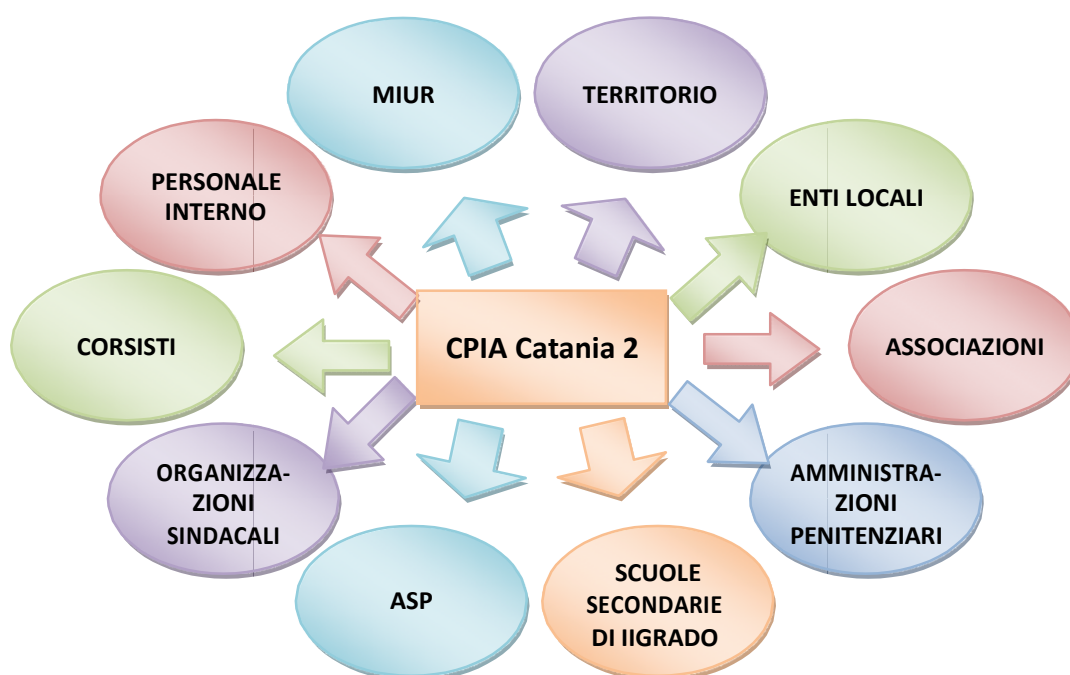 MIUR
TERRITORIO
PERSONALE
INTERNO
ENTI LOCALI
CORSISTI
CPIA Catania 2
ASSOCIAZIONI
ORGANIZZA-
ZIONI
SINDACALI
AMMINISTRA-
ZIONI
PENITENZIARI
ASP
SCUOLE
SECONDARIE
DI IIGRADO